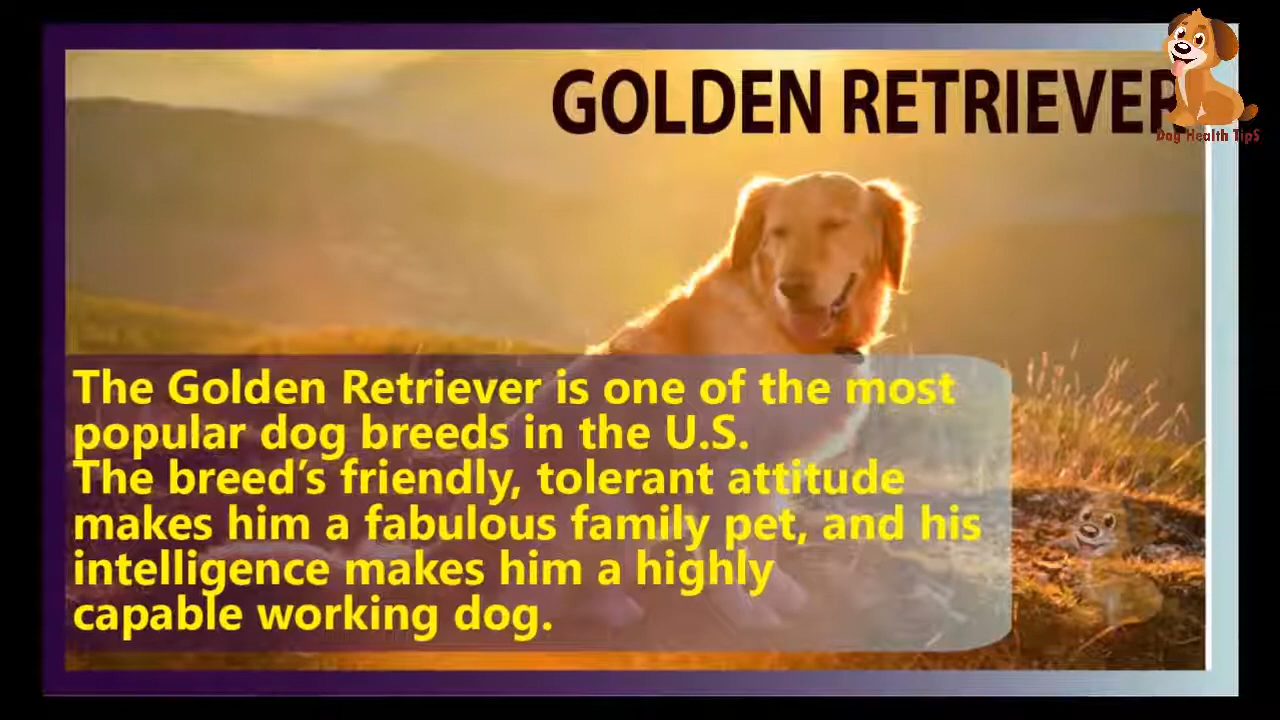 GOLDEN RETRIEVER
Dog Health TipS
The Golden Retriever is one of the most
popular dog breeds in the U.S.
The breed’s friendly, tolerant attitude
makes him a fabulous family pet, and his
intelligence makes him a highly
capable working dog.